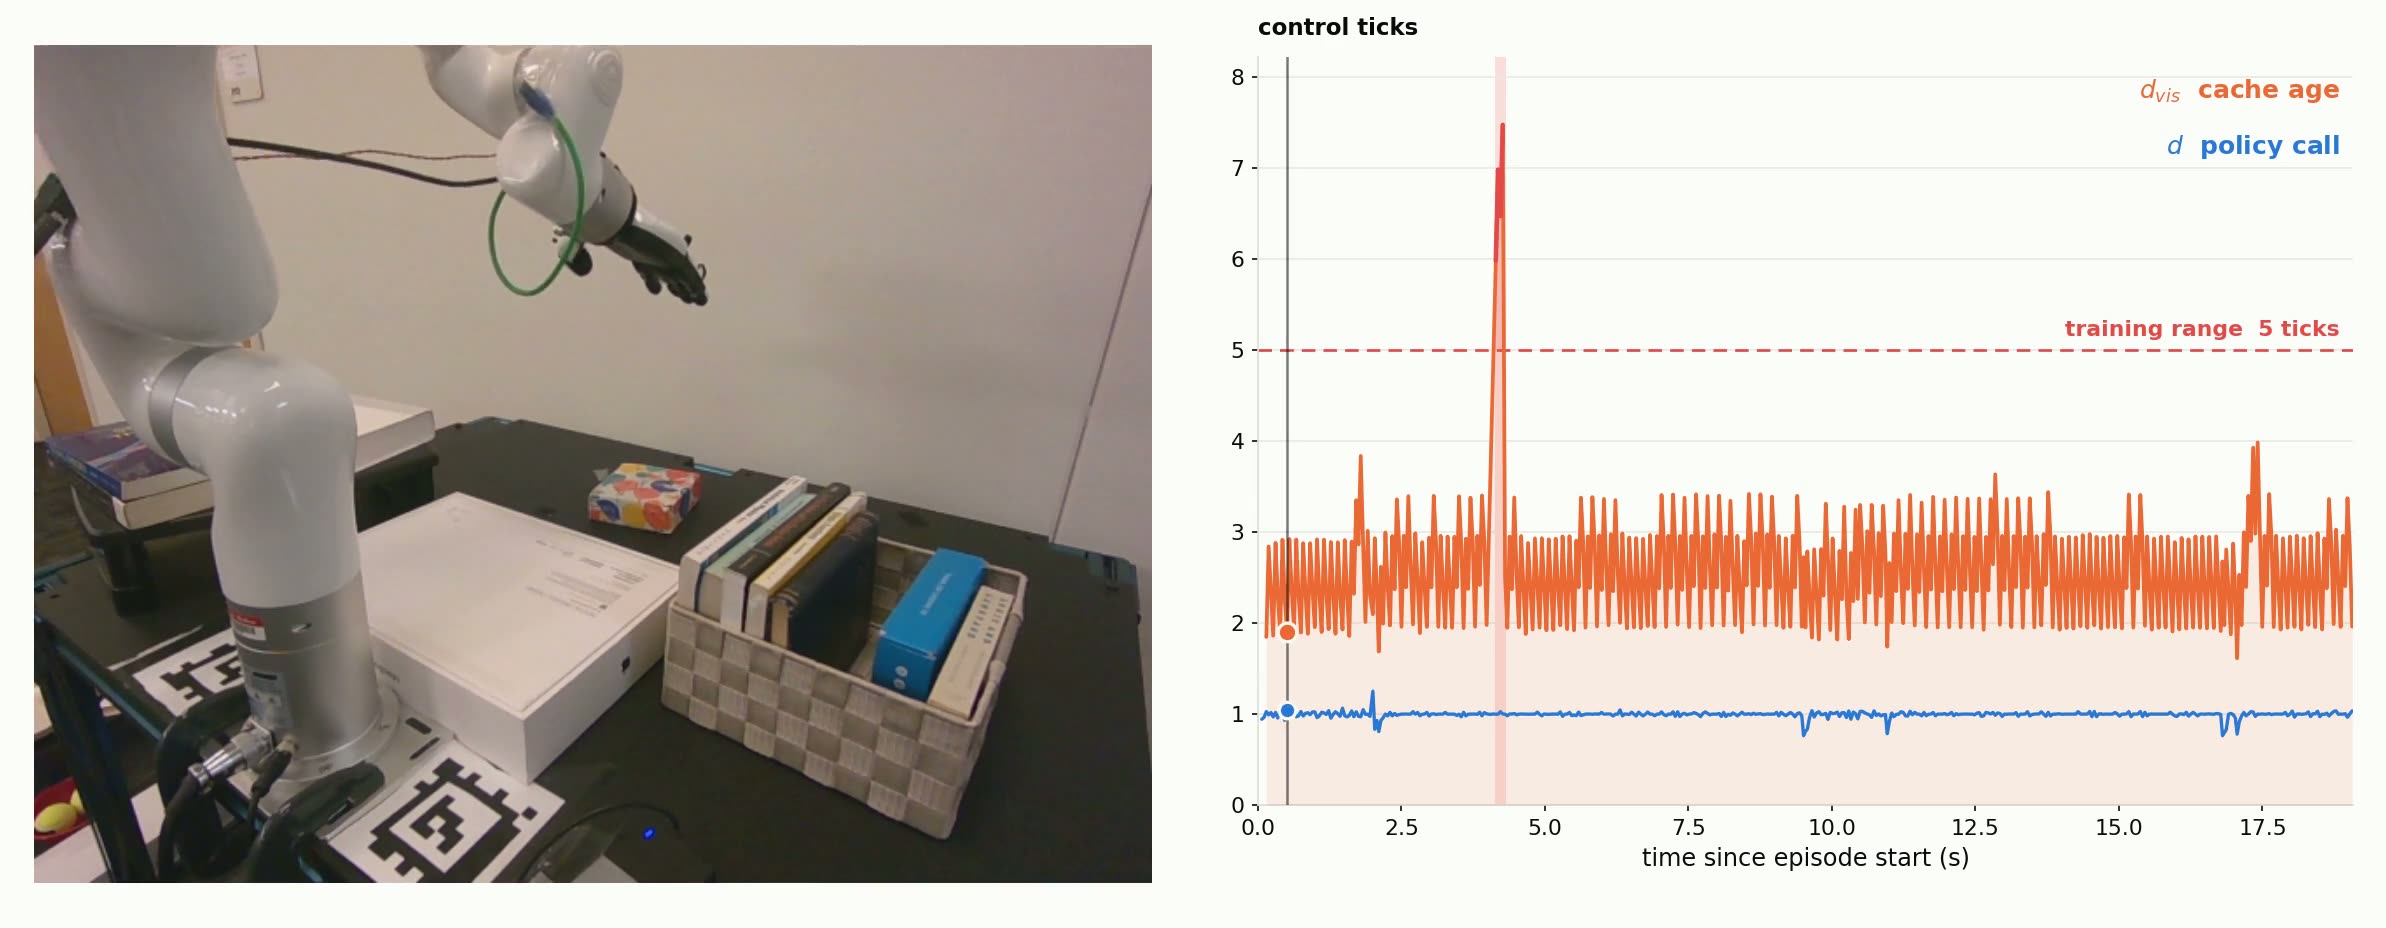 control ticks
8
d_vis cache age
d policy call
7
6
training range 5 ticks
5
4
3
2
1
0
0.0 2.5 5.0 7.5 10.0 12.5 15.0 17.5
time since episode start (s)